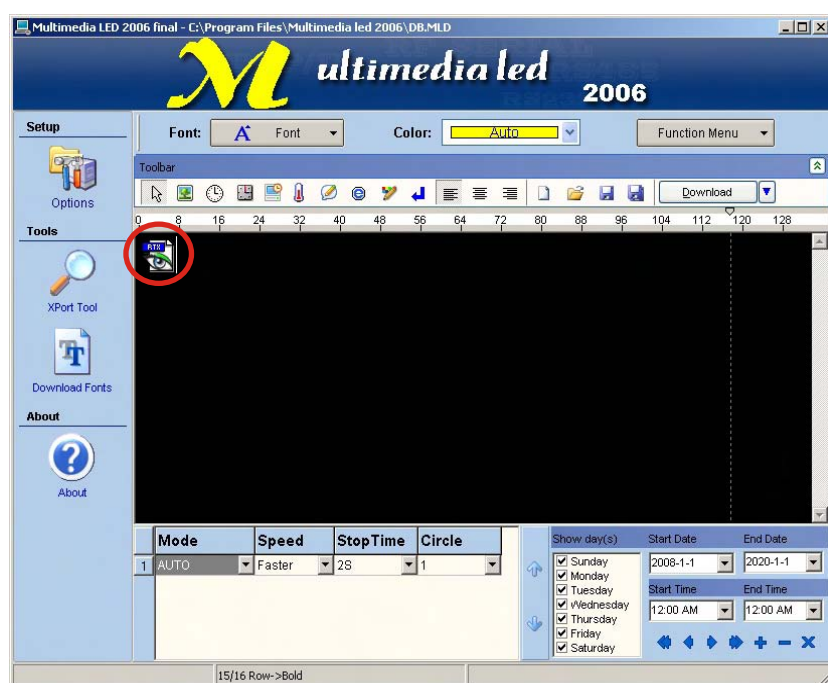 Multimedia LED 2006 final - C:\Program Files\Multimedia led 2006\DB.MLD
Multimedia led
2006
Setup
Options
Tools
XPort Tool
Download Fonts
About
About
Font: A Font Color: Auto Function Menu
Toolbar
Download
0 8 16 24 32 40 48 56 64 72 80 88 96 104 112 120 128
RTX
Mode Speed StopTime Circle
1 AUTO Faster 2S 1
Show day(s)
Sunday
Monday
Tuesday
Wednesday
Thursday
Friday
Saturday
Start Date End Date
2008-1-1 2020-1-1
Start Time End Time
12:00 AM 12:00 AM
15/16 Row->Bold